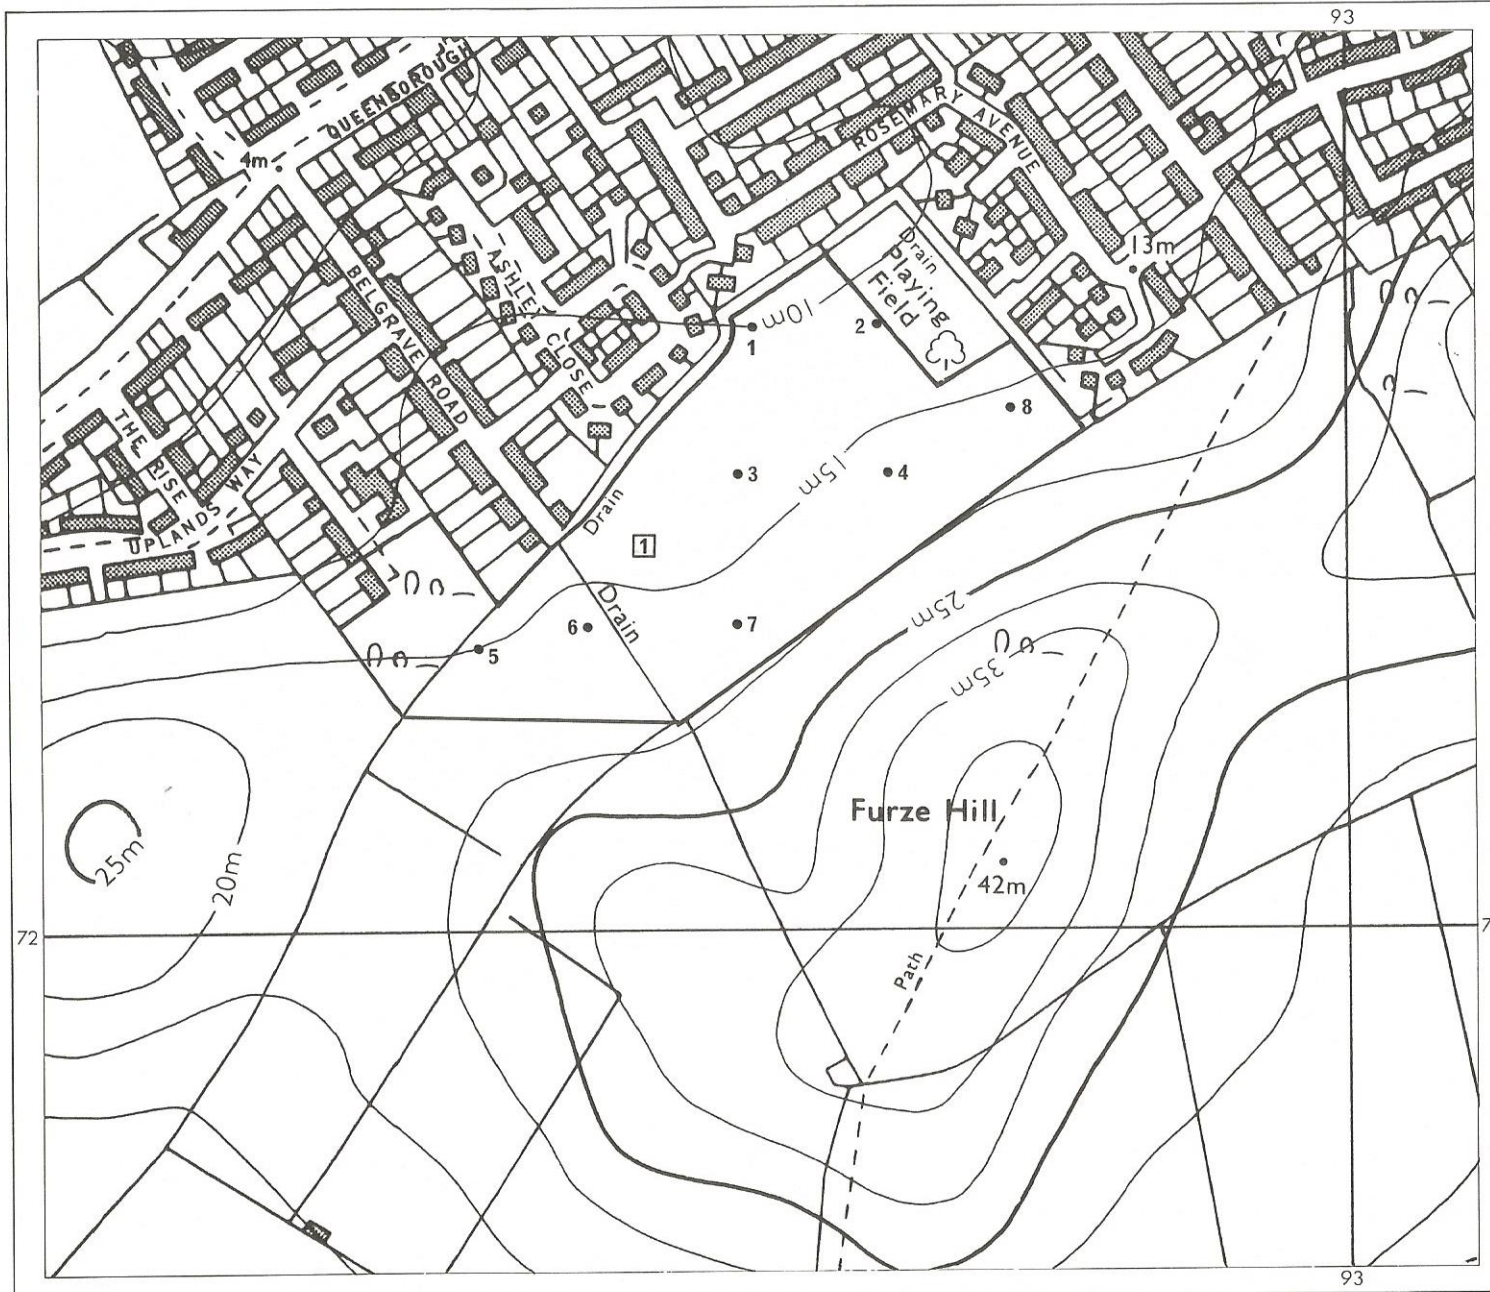 93
QUEENBOROUGH
4m
ROSEMARY AVENUE
13m
Drain
Playing
Field
BELGRAVE ROAD
ASHLEY CLOSE
10m
1
2
8
THE RISE
UPLANDS WAY
15m
3
4
Drain
1
Drain
25m
6
7
5
35m
Furze Hill
42m
25m
20m
72
7
Path
93